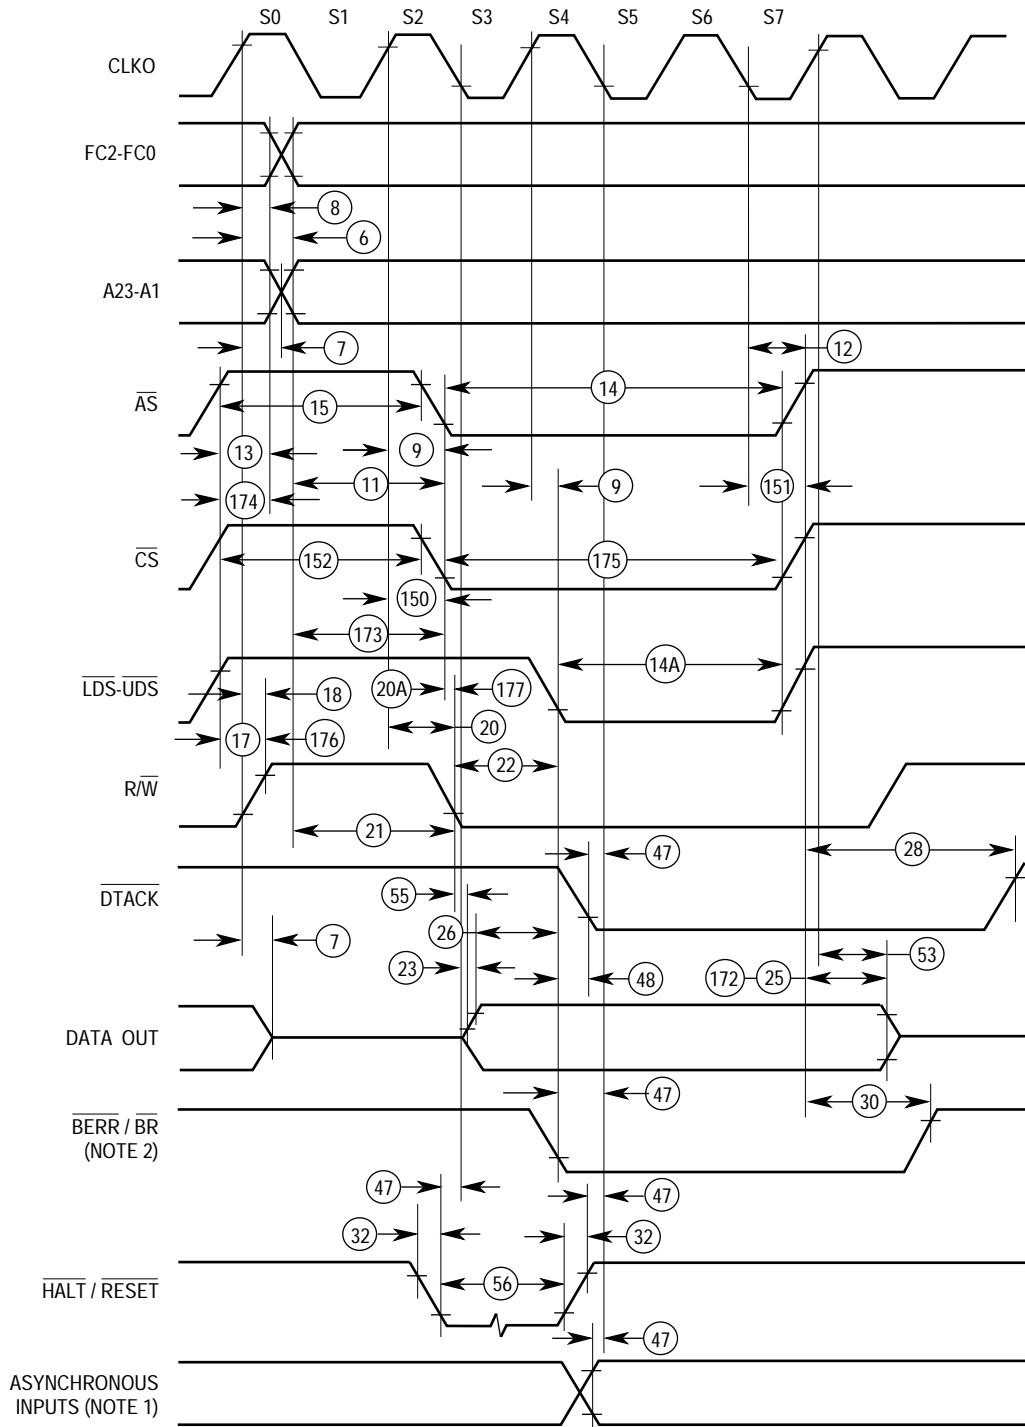 S0 S1 S2 S3 S4 S5 S6 S7
CLKO
FC2-FC0
8
6
A23-A1
7
12
AS
14
15
13
9
11
9
151
174
CS
152
175
150
173
LDS-UDS
14A
18
20A
177
20
17
176
22
R/W
21
47
28
DTACK
55
26
7
23
53
48
172
25
DATA OUT
47
30
BERR / BR
(NOTE 2)
47
47
32
32
HALT / RESET
56
47
ASYNCHRONOUS
INPUTS (NOTE 1)